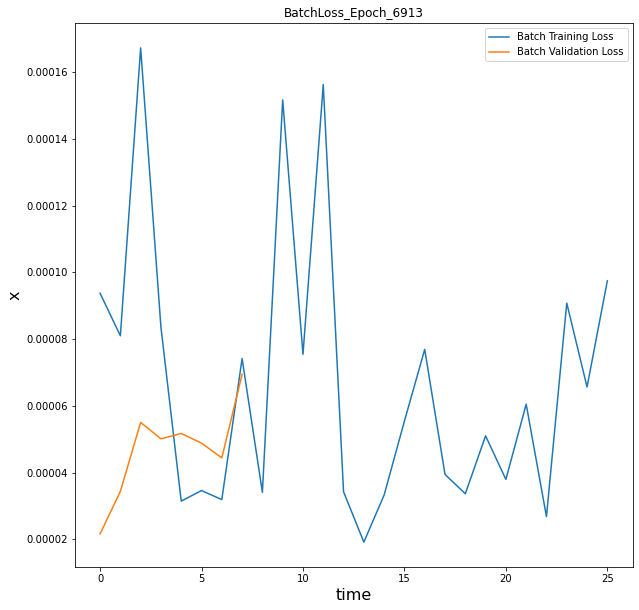 BatchLoss_Epoch_6913
Batch Training Loss
Batch Validation Loss
0.00016
0.00014
0.00012
0.00010
0.00008
0.00006
0.00004
0.00002
x
0 5 10 15 20 25
time